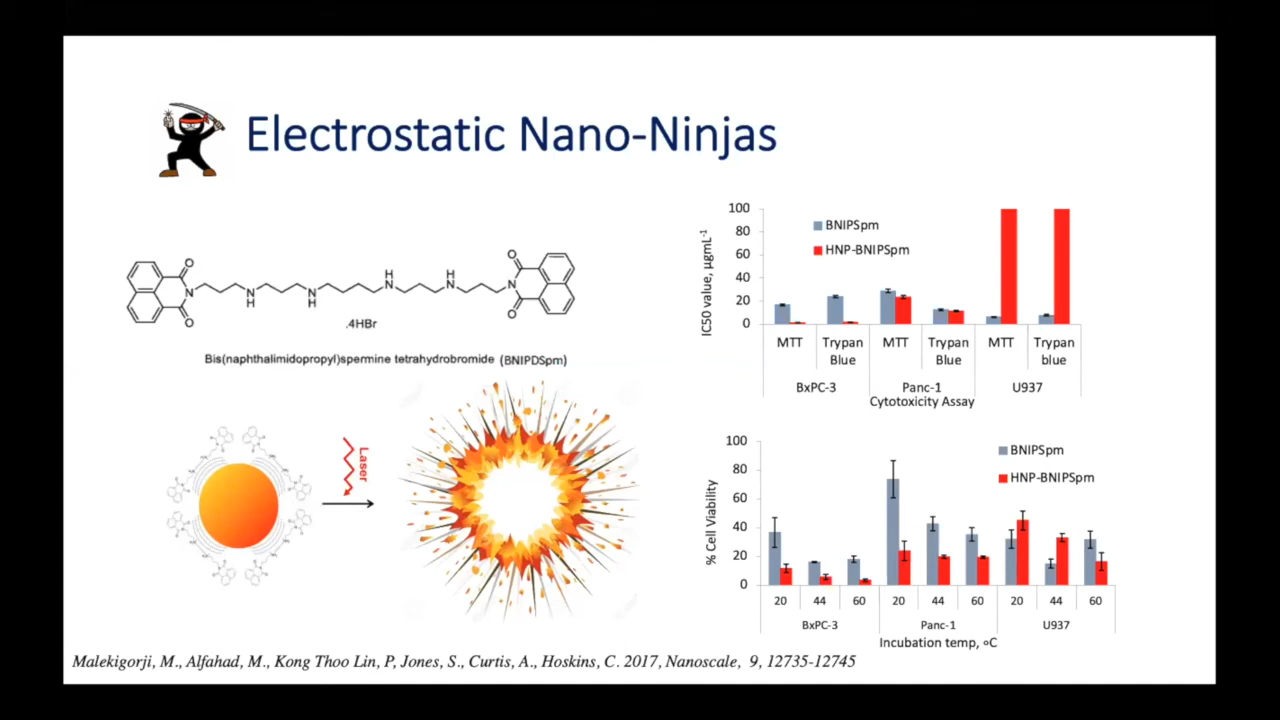 Electrostatic Nano-Ninjas
O
O
H
H
O
O
N
N
H
N
H
N
N
N
O
O
.4HBr
Bis(naphthalimidopropyl)spermine tetrahydrobromide (BNIPDSpm)
Laser
IC50 value, µgmL-1
100
80
60
40
20
0
BNIPSpm
HNP-BNIPSpm
MTT
Trypan
Blue
MTT
Trypan
Blue
MTT
Trypan
blue
BxPC-3
Panc-1
U937
Cytotoxicity Assay
% Cell Viability
100
80
60
40
20
0
BNIPSpm
HNP-BNIPSpm
20 44 60 20 44 60 20 44 60
BxPC-3 Panc-1 U937
Incubation temp, oC
Malekigorji, M., Alfahad, M., Kong Thoo Lin, P, Jones, S., Curtis, A., Hoskins, C. 2017, Nanoscale, 9, 12735-12745